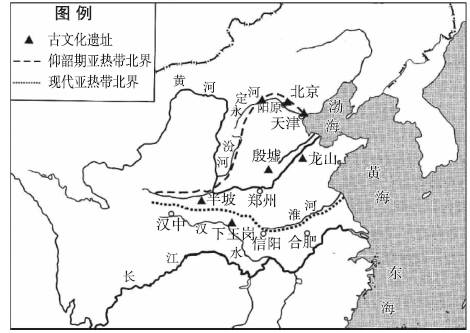 图例
▲ 古文化遗址
仰韶期亚热带北界
现代亚热带北界
黄河
永定河
阳原
北京
天津
渤海
汾河
殷墟
龙山
黄海
半坡
郑州
淮河
汉中
汉水
下王岗
信阳
合肥
长江
东海